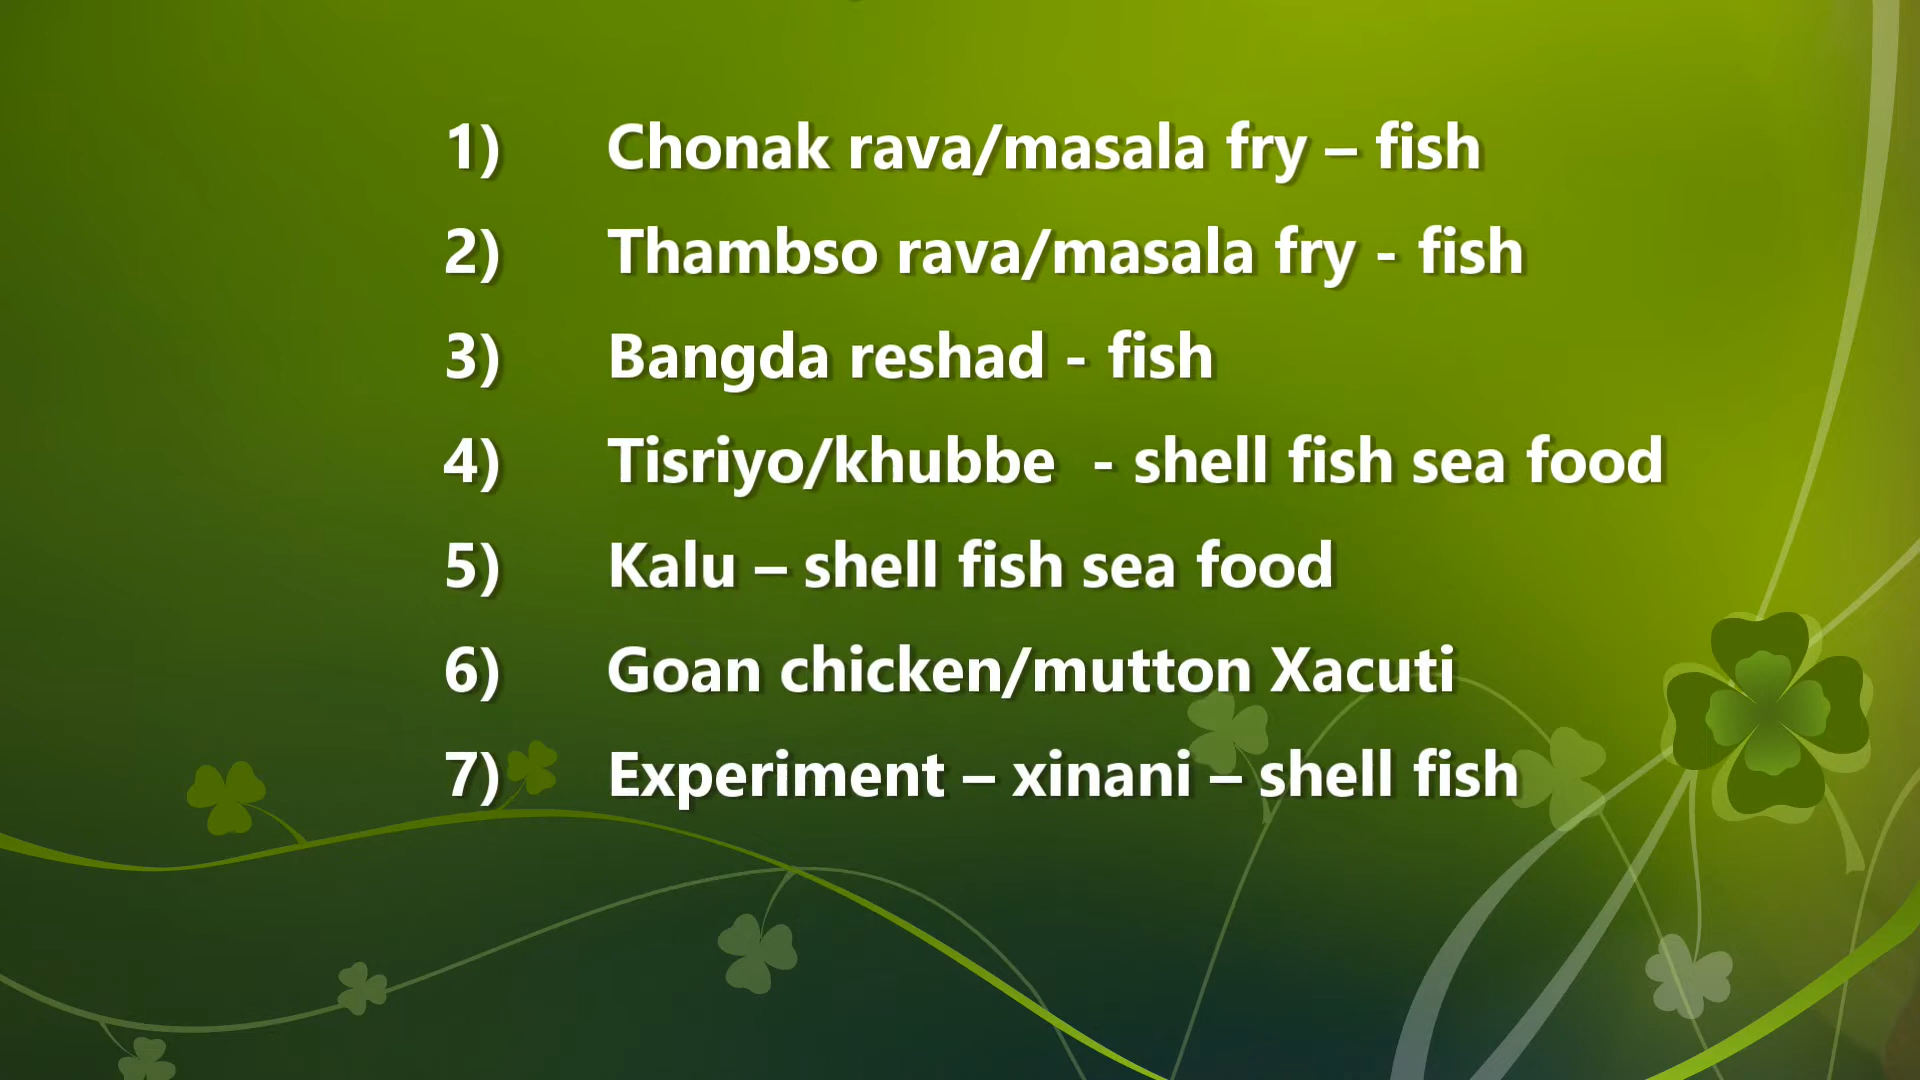 1) Chonak rava/masala fry – fish
2) Thambso rava/masala fry - fish
3) Bangda reshad - fish
4) Tisriyo/khubbe - shell fish sea food
5) Kalu – shell fish sea food
6) Goan chicken/mutton Xacuti
7) Experiment – xinani – shell fish